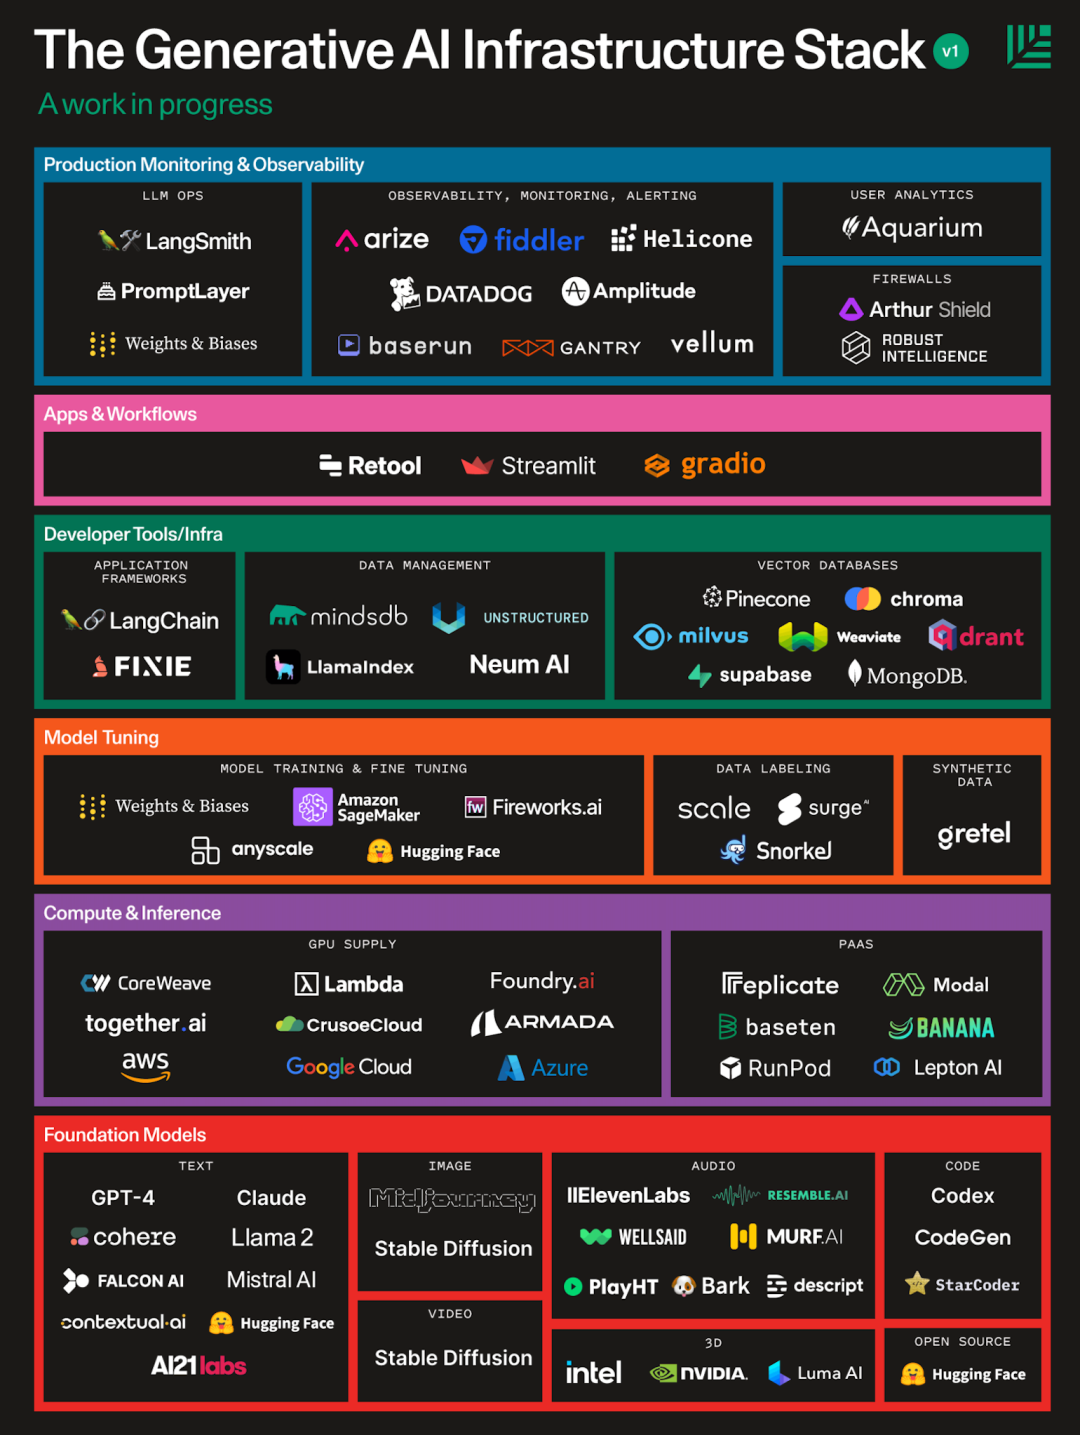 The Generative AI Infrastructure Stack v1
A work in progress
Production Monitoring & Observability
LLM OPS
LangSmith
PromptLayer
Weights & Biases
OBSERVABILITY, MONITORING, ALERTING
arize fiddler Helicone
DATADOG Amplitude
baserun GANTRY vellum
USER ANALYTICS
Aquarium
FIREWALLS
Arthur Shield
ROBUST
INTELLIGENCE
Apps & Workflows
Retool Streamlit gradio
Developer Tools/Infra
APPLICATION
FRAMEWORKS
LangChain
FIXIE
DATA MANAGEMENT
mindsdb UNSTRUCTURED
LlamaIndex Neum AI
VECTOR DATABASES
Pinecone chroma
milvus Weaviate qdrant
supabase MongoDB.
Model Tuning
MODEL TRAINING & FINE TUNING
Weights & Biases Amazon SageMaker fw Fireworks.ai
anyscale Hugging Face
DATA LABELING
scale surge AI
Snorkel
SYNTHETIC
DATA
gretel
Compute & Inference
GPU SUPPLY
CoreWeave Lambda Foundry.ai
together.ai CrusoeCloud ARMADA
aws Google Cloud Azure
PAAS
replicate Modal
baseten BANANA
RunPod Lepton AI
Foundation Models
TEXT
GPT-4 Claude
cohere Llama 2
FALCON AI Mistral AI
contextual·ai Hugging Face
AI21labs
IMAGE
Midjourney
Stable Diffusion
VIDEO
Stable Diffusion
AUDIO
IIElevenLabs RESEMBLE.AI
WELLSAID MURF.AI
PlayHT Bark descript
3D
intel NVIDIA. Luma AI
CODE
Codex
CodeGen
StarCoder
OPEN SOURCE
Hugging Face